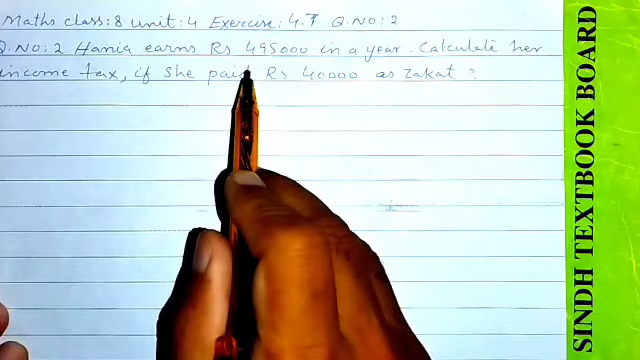 Maths class: 8 unit: 4 Exercise: 4.7 Q.NO: 2
Q.NO: 2 Hania earns Rs 495000 in a year. Calculate her
income tax, if she paid Rs 40000 as Zakat ?
SINDH TEXTBOOK BOARD